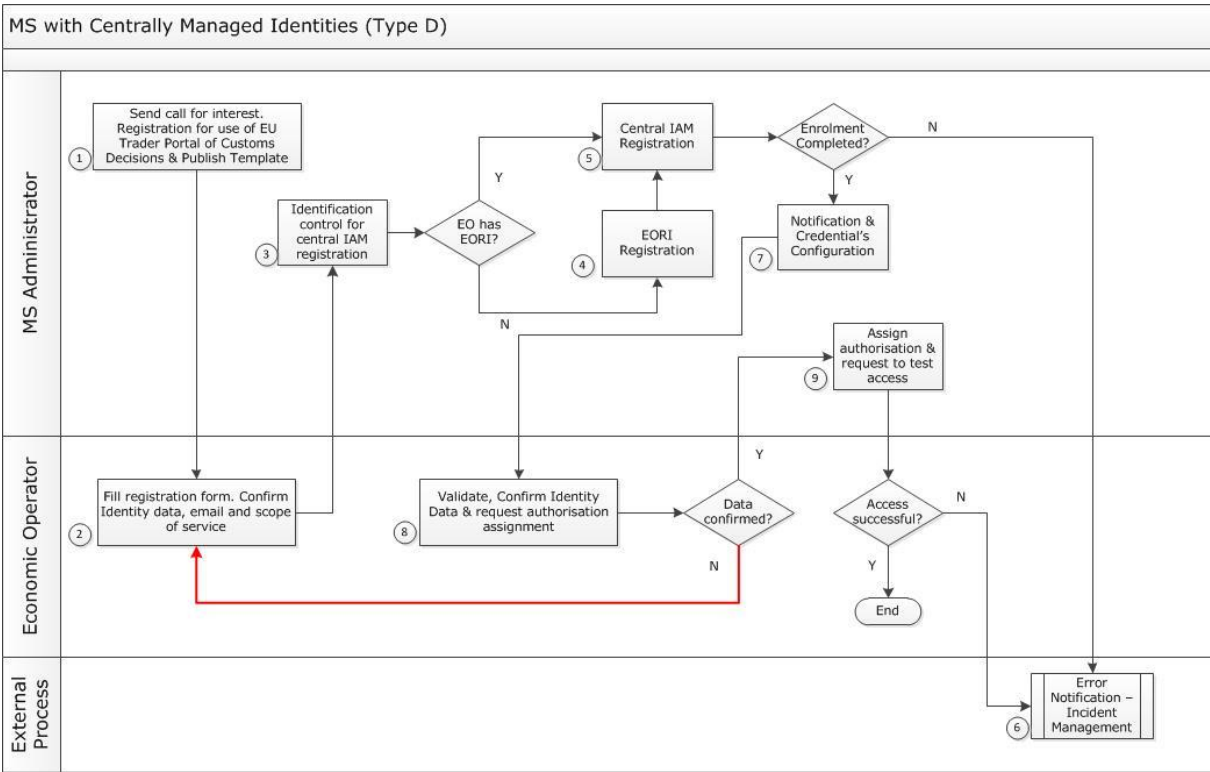 MS with Centrally Managed Identities (Type D)
MS Administrator
Send call for interest.
Registration for use of EU
Trader Portal of Customs
Decisions & Publish Template
1
Identification
control for
central IAM
registration
3
EO has
EORI?
Y
N
Central IAM
Registration
5
EORI
Registration
4
Enrolment
Completed?
N
Y
Notification &
Credential's
Configuration
7
Assign
authorisation &
request to test
access
9
Economic Operator
Fill registration form. Confirm
Identity data, email and scope
of service
2
Validate, Confirm Identity
Data & request authorisation
assignment
8
Data
confirmed?
Y
N
Access
successful?
N
Y
End
External
Process
Error
Notification –
Incident
Management
6